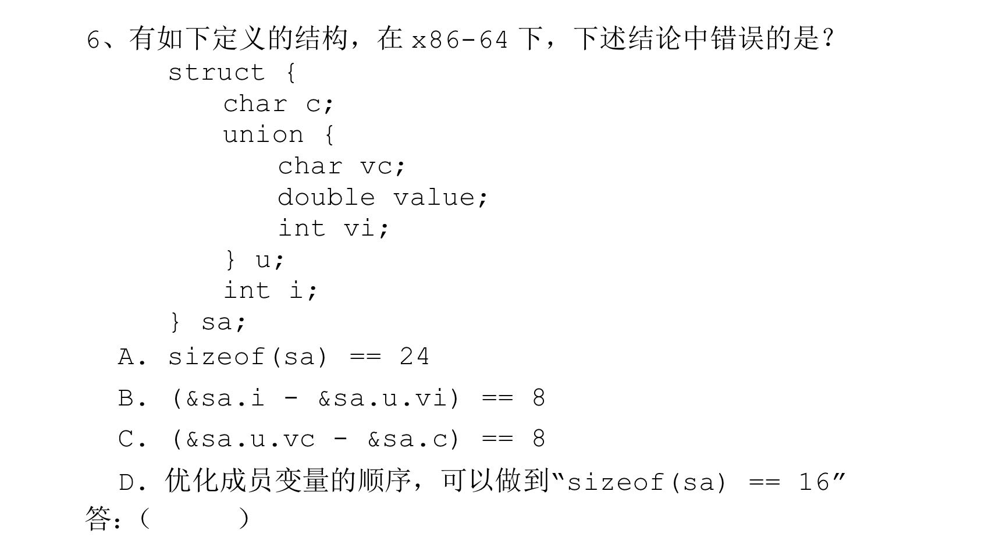 6、有如下定义的结构，在 x86-64 下，下述结论中错误的是？
struct {
char c;
union {
char vc;
double value;
int vi;
} u;
int i;
} sa;
A. sizeof(sa) == 24
B. (&sa.i - &sa.u.vi) == 8
C. (&sa.u.vc - &sa.c) == 8
D. 优化成员变量的顺序，可以做到“sizeof(sa) == 16”
答：（ ）